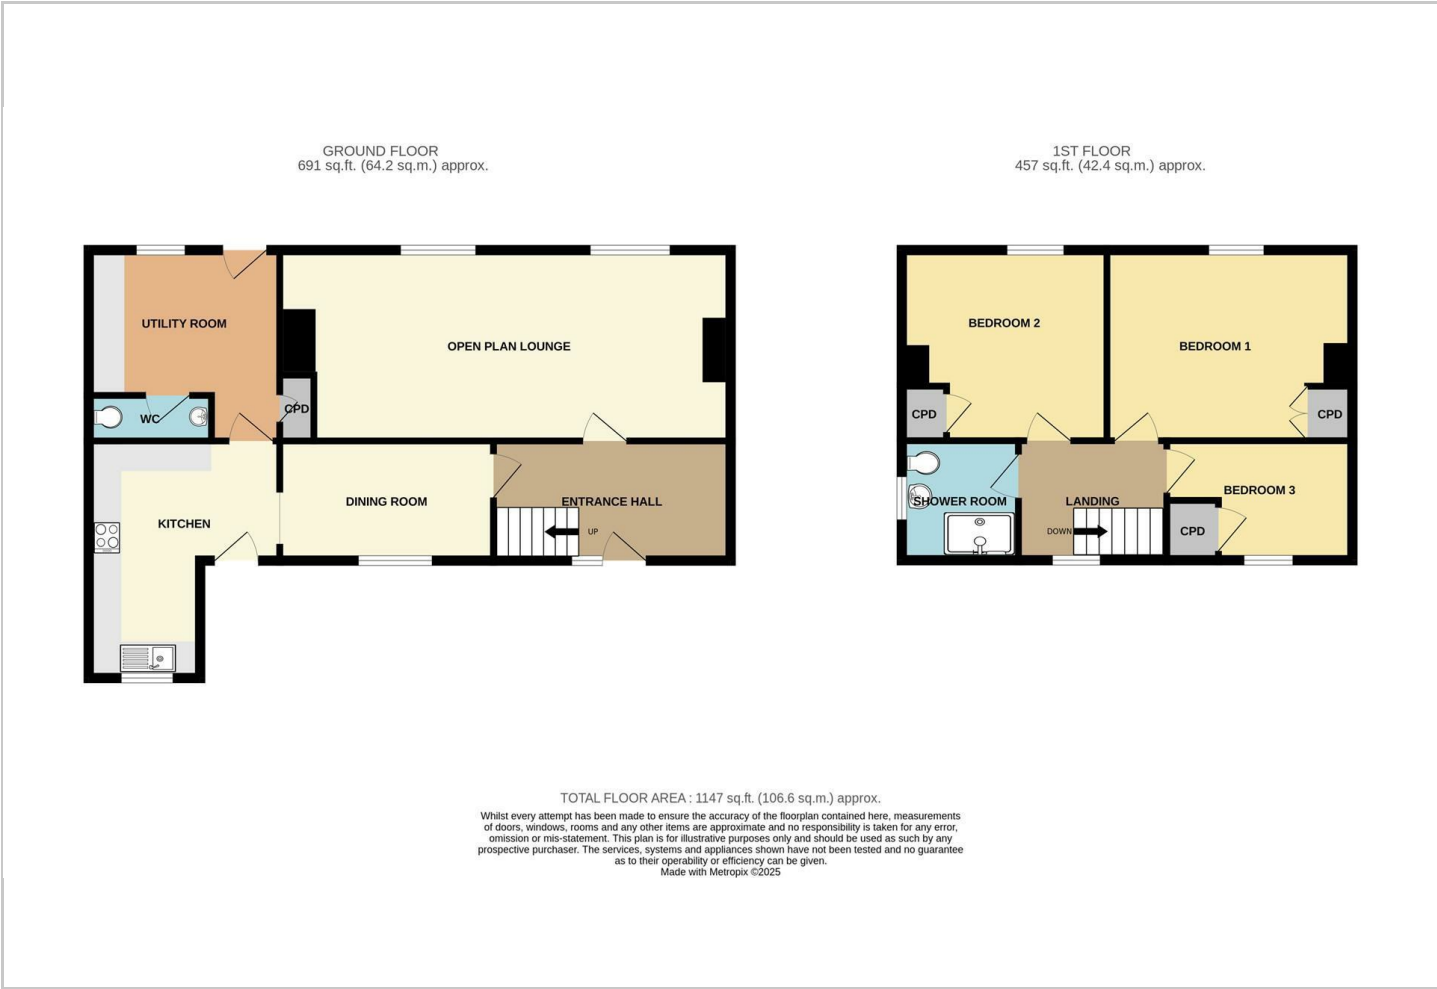 GROUND FLOOR
691 sq.ft. (64.2 sq.m.) approx.
UTILITY ROOM
OPEN PLAN LOUNGE
WC
CPD
KITCHEN
DINING ROOM
ENTRANCE HALL
UP
1ST FLOOR
457 sq.ft. (42.4 sq.m.) approx.
BEDROOM 2
BEDROOM 1
CPD
CPD
SHOWER ROOM
LANDING
BEDROOM 3
DOWN
CPD
TOTAL FLOOR AREA : 1147 sq.ft. (106.6 sq.m.) approx.
Whilst every attempt has been made to ensure the accuracy of the floorplan contained here, measurements
of doors, windows, rooms and any other items are approximate and no responsibility is taken for any error,
omission or mis-statement. This plan is for illustrative purposes only and should be used as such by any
prospective purchaser. The services, systems and appliances shown have not been tested and no guarantee
as to their operability or efficiency can be given.
Made with Metropix ©2025